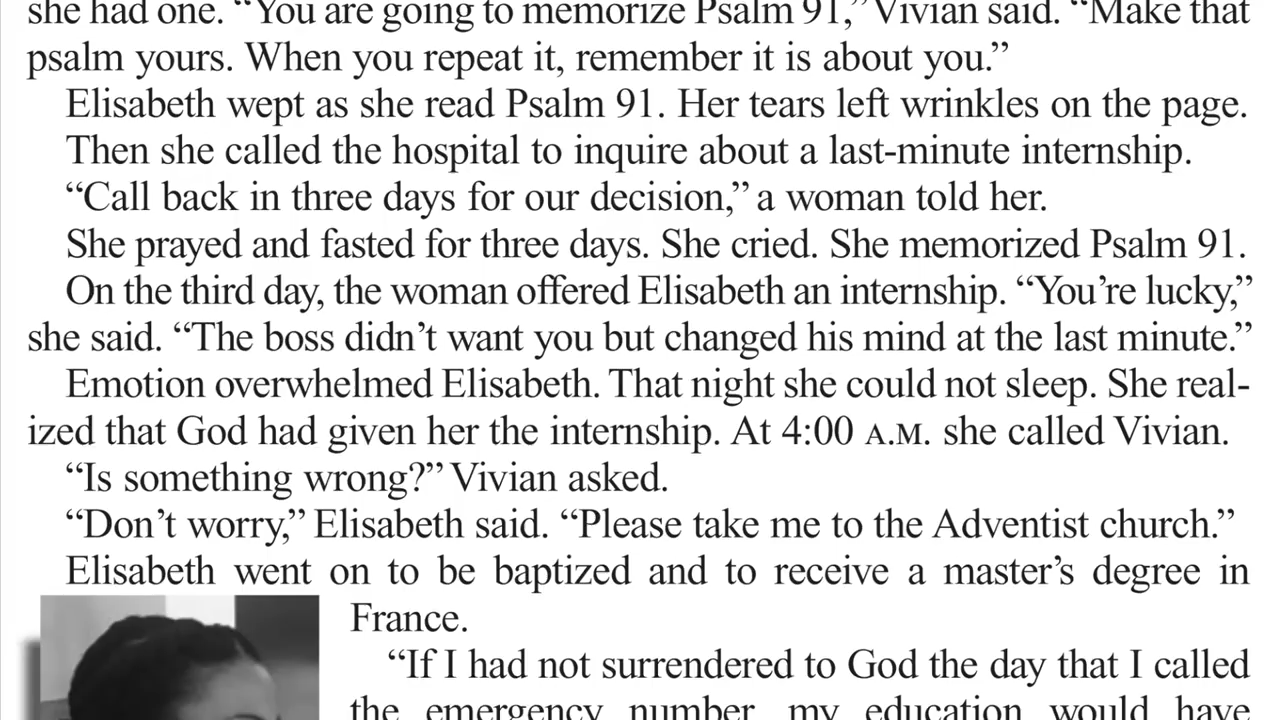 she had one. “You are going to memorize Psalm 91,” Vivian said. “Make that
psalm yours. When you repeat it, remember it is about you.”
Elisabeth wept as she read Psalm 91. Her tears left wrinkles on the page.
Then she called the hospital to inquire about a last-minute internship.
“Call back in three days for our decision,” a woman told her.
She prayed and fasted for three days. She cried. She memorized Psalm 91.
On the third day, the woman offered Elisabeth an internship. “You’re lucky,”
she said. “The boss didn’t want you but changed his mind at the last minute.”
Emotion overwhelmed Elisabeth. That night she could not sleep. She real-
ized that God had given her the internship. At 4:00 A.M. she called Vivian.
“Is something wrong?” Vivian asked.
“Don’t worry,” Elisabeth said. “Please take me to the Adventist church.”
Elisabeth went on to be baptized and to receive a master’s degree in
France.
“If I had not surrendered to God the day that I called
the emergency number, my education would have